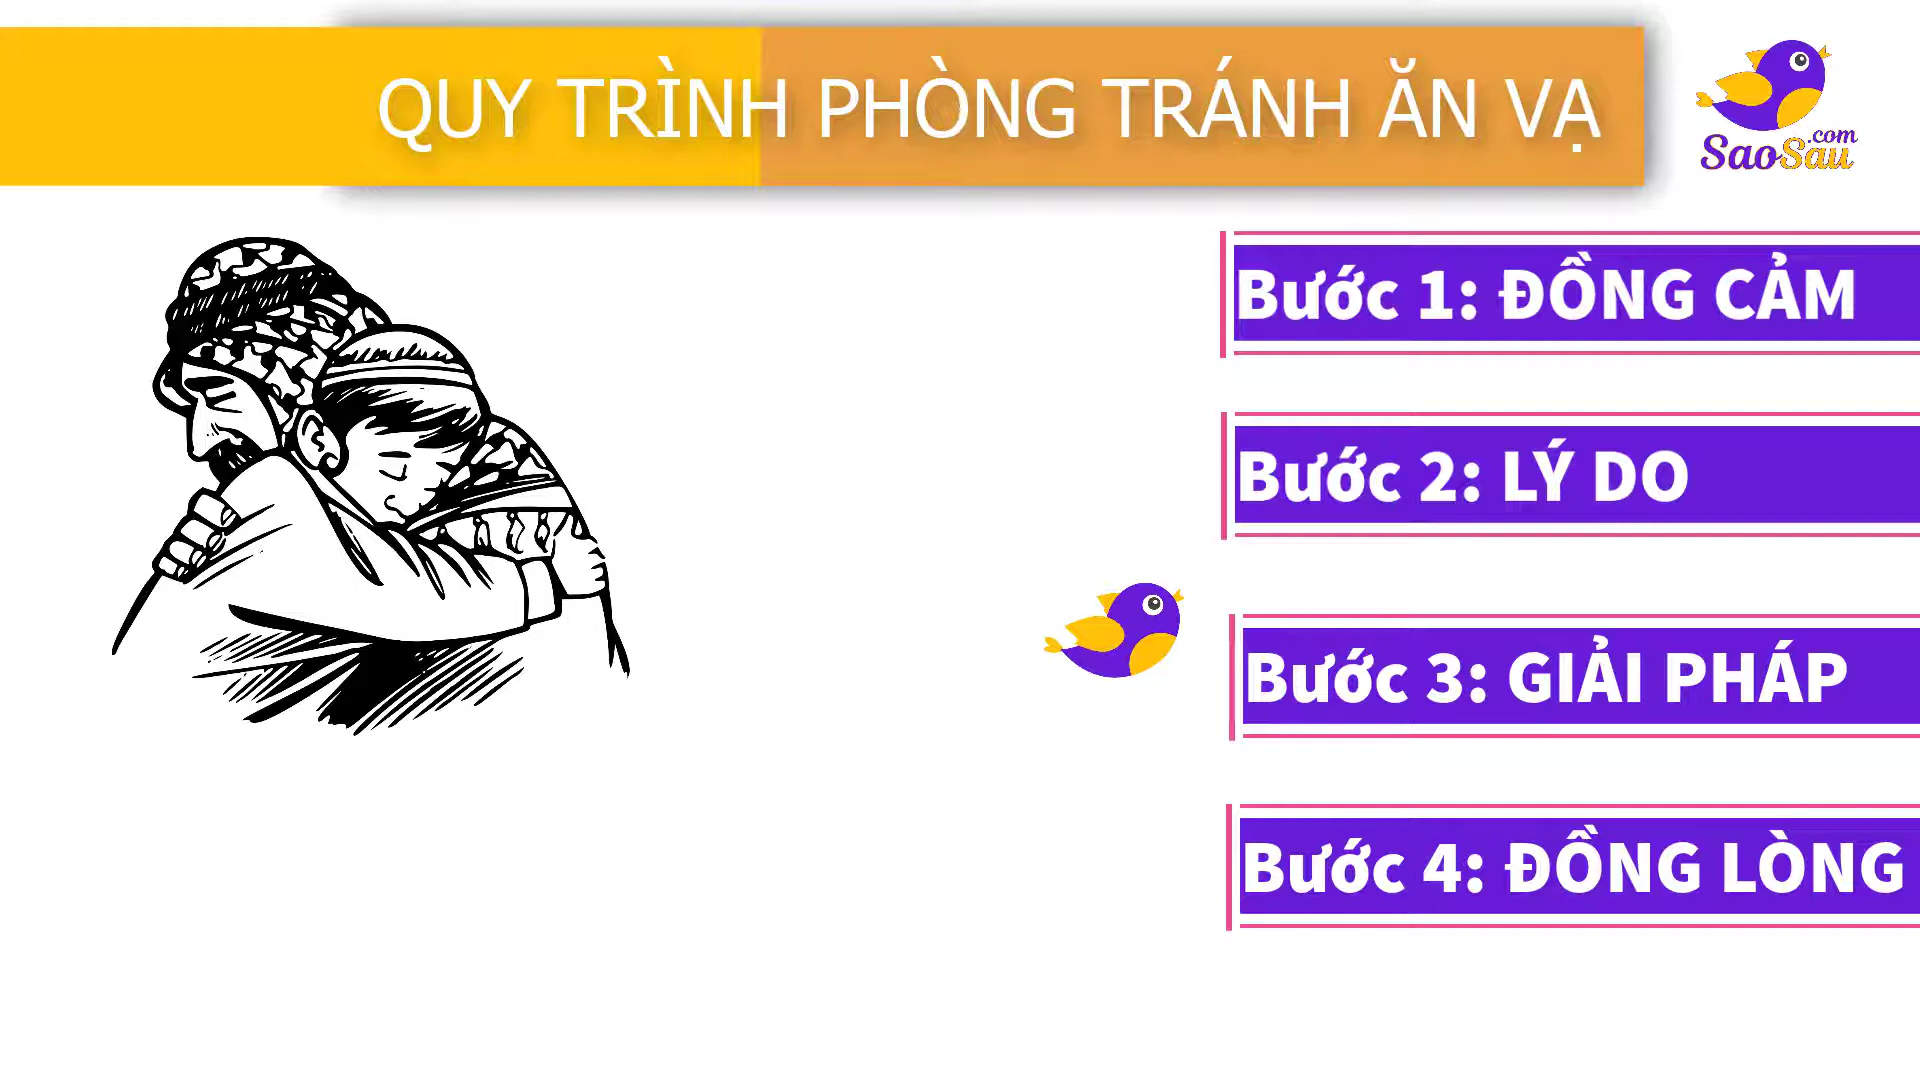 QUY TRÌNH PHÒNG TRÁNH ĂN VẠ
SaoSau.com
Bước 1: ĐỒNG CẢM
Bước 2: LÝ DO
Bước 3: GIẢI PHÁP
Bước 4: ĐỒNG LÒNG